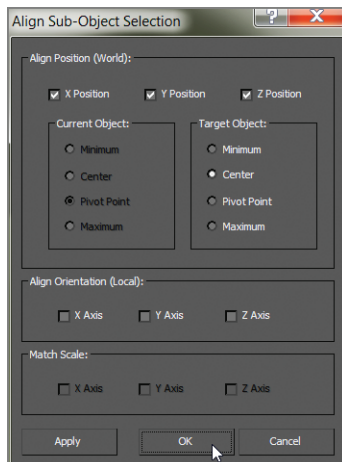 Align Sub-Object Selection
Align Position (World):
X Position Y Position Z Position
Current Object: Target Object:
Minimum Minimum
Center Center
Pivot Point Pivot Point
Maximum Maximum
Align Orientation (Local):
X Axis Y Axis Z Axis
Match Scale:
X Axis Y Axis Z Axis
Apply OK Cancel